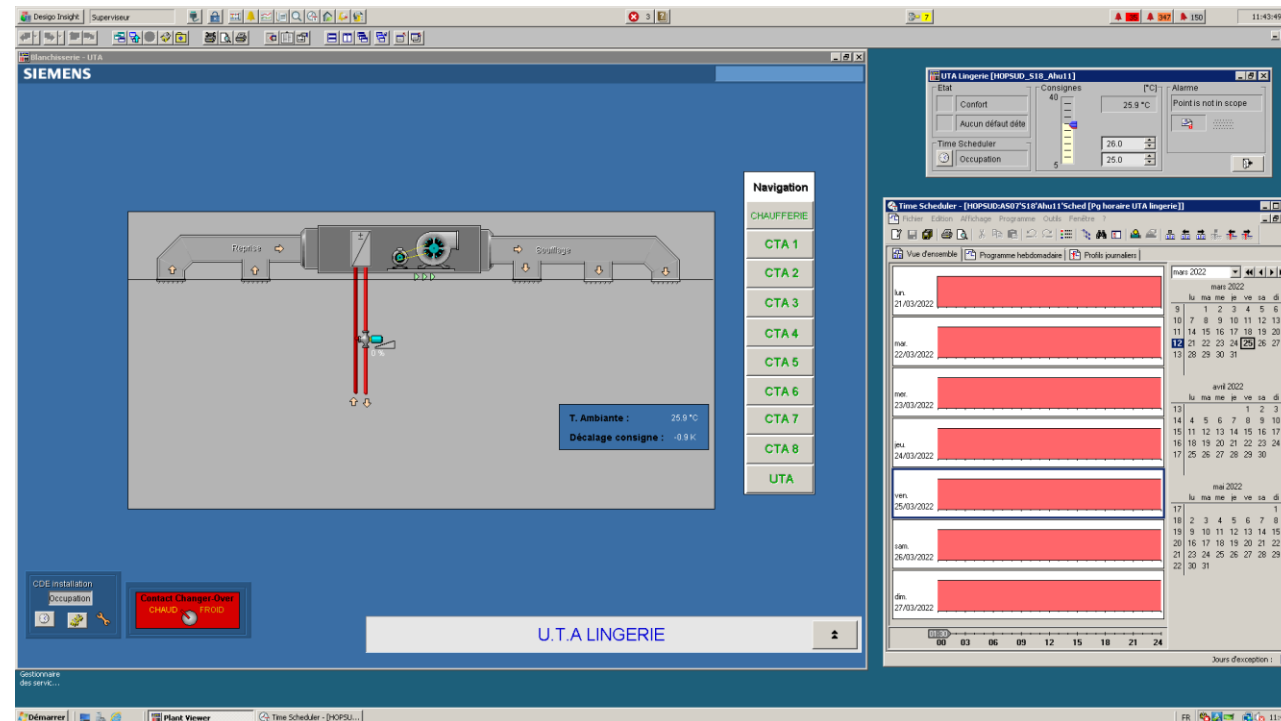 Desigo Insight
Superviseur
3
7
347
150
11:43:49
Blanchisserie - UTA
SIEMENS
Navigation
CHAUFFERIE
CTA 1
CTA 2
CTA 3
CTA 4
CTA 5
CTA 6
CTA 7
CTA 8
UTA
Reprise
Soufflage
0 %
T. Ambiante : 25.9 °C
Décalage consigne : -0.9 K
CDE installation
Occupation
Contact Changer Over
CHAUD FROID
U.T.A LINGERIE
UTA Lingerie [HOPSUD_S18_Ahu11]
Etat
Confort
Aucun défaut déte
Time Scheduler
Occupation
Consignes [°C]
40
25.9 °C
26.0
25.0
5
Alarme
Point is not in scope
Time Scheduler - [HOPSUD:AS07'S18'Ahu11'Sched [Pg horaire UTA lingerie]]
Fichier Edition Affichage Programme Outils Fenêtre ?
Vue d'ensemble Programme hebdomadaire Profils journaliers
lun.
21/03/2022
mar.
22/03/2022
mer.
23/03/2022
jeu.
24/03/2022
ven.
25/03/2022
sam.
26/03/2022
dim.
27/03/2022
00 03 06 09 12 15 18 21 24
mars 2022
mars 2022
lu ma me je ve sa di
9 1 2 3 4 5 6
10 7 8 9 10 11 12 13
11 14 15 16 17 18 19 20
12 21 22 23 24 25 26 27
13 28 29 30 31
avril 2022
lu ma me je ve sa di
13 1 2 3
14 4 5 6 7 8 9 10
15 11 12 13 14 15 16 17
16 18 19 20 21 22 23 24
17 25 26 27 28 29 30
mai 2022
lu ma me je ve sa di
17 1
18 2 3 4 5 6 7 8
19 9 10 11 12 13 14 15
20 16 17 18 19 20 21 22
21 23 24 25 26 27 28 29
22 30 31
Jours d'exception :
Gestionnaire
des servic...
Démarrer
Plant Viewer
Time Scheduler - [HOPSU...
FR